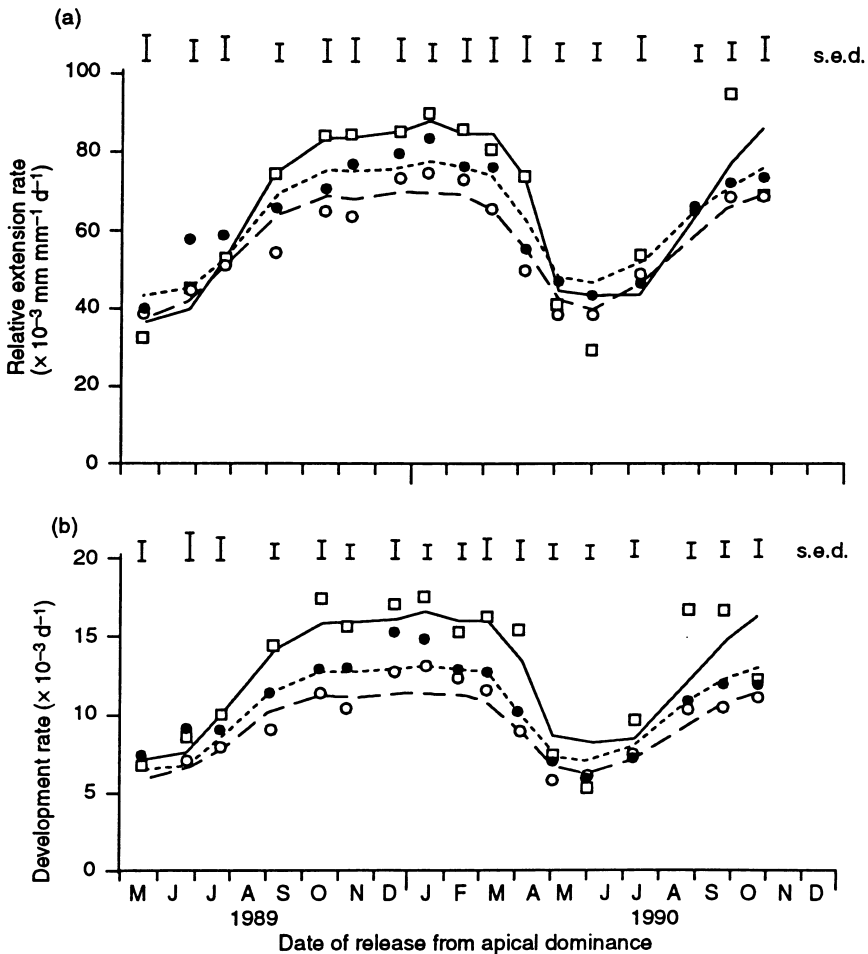 (a)
s.e.d.
100
80
60
40
20
0
Relative extension rate
(× 10⁻³ mm mm⁻¹ d⁻¹)
(b)
s.e.d.
20
15
10
5
0
Development rate (× 10⁻³ d⁻¹)
M J J A S O N D J F M A M J J A S O N D
1989 1990
Date of release from apical dominance